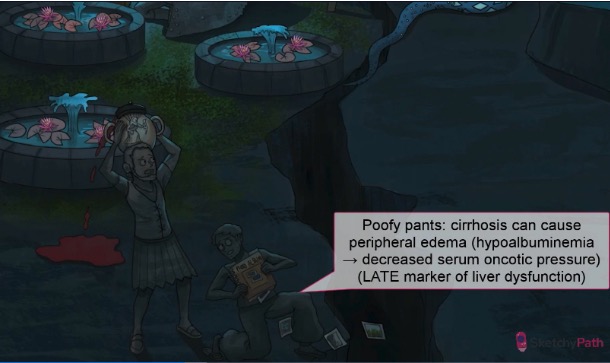 Poofy pants: cirrhosis can cause
peripheral edema (hypoalbuminemia
→ decreased serum oncotic pressure)
(LATE marker of liver dysfunction)
SketchyPath